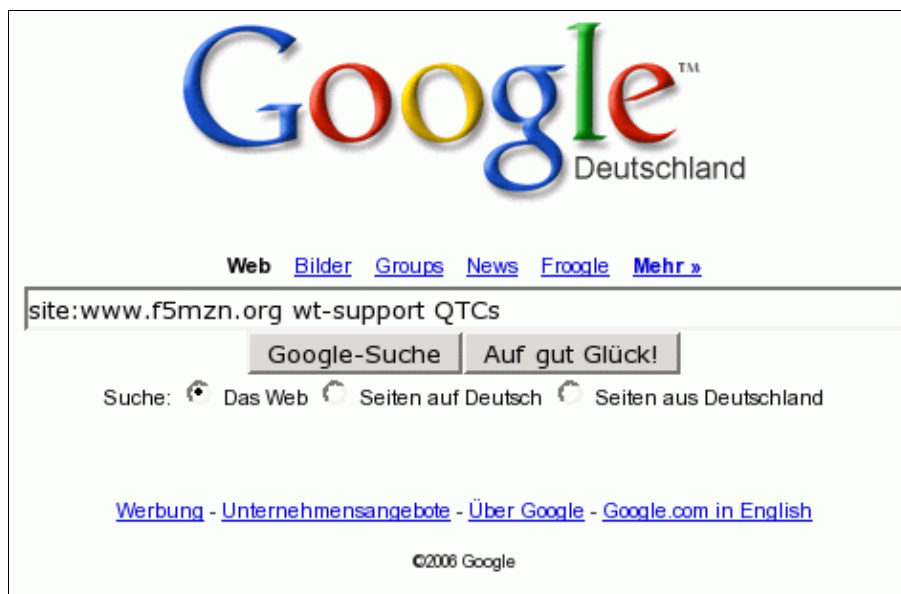 Google™
Deutschland
Web Bilder Groups News Froogle Mehr »
site:www.f5mzn.org wt-support QTCs
Google-Suche Auf gut Glück!
Suche: Das Web Seiten auf Deutsch Seiten aus Deutschland
Werbung - Unternehmensangebote - Über Google - Google.com in English
©2006 Google